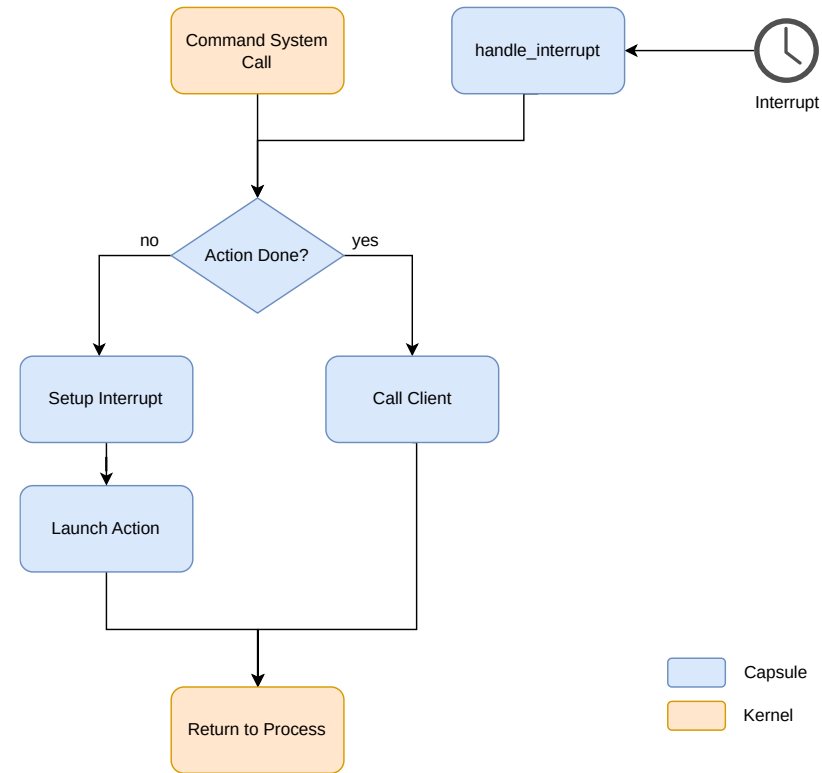 Command System
Call
handle_interrupt
Interrupt
no
Action Done?
yes
Setup Interrupt
Call Client
Launch Action
Return to Process
Capsule
Kernel